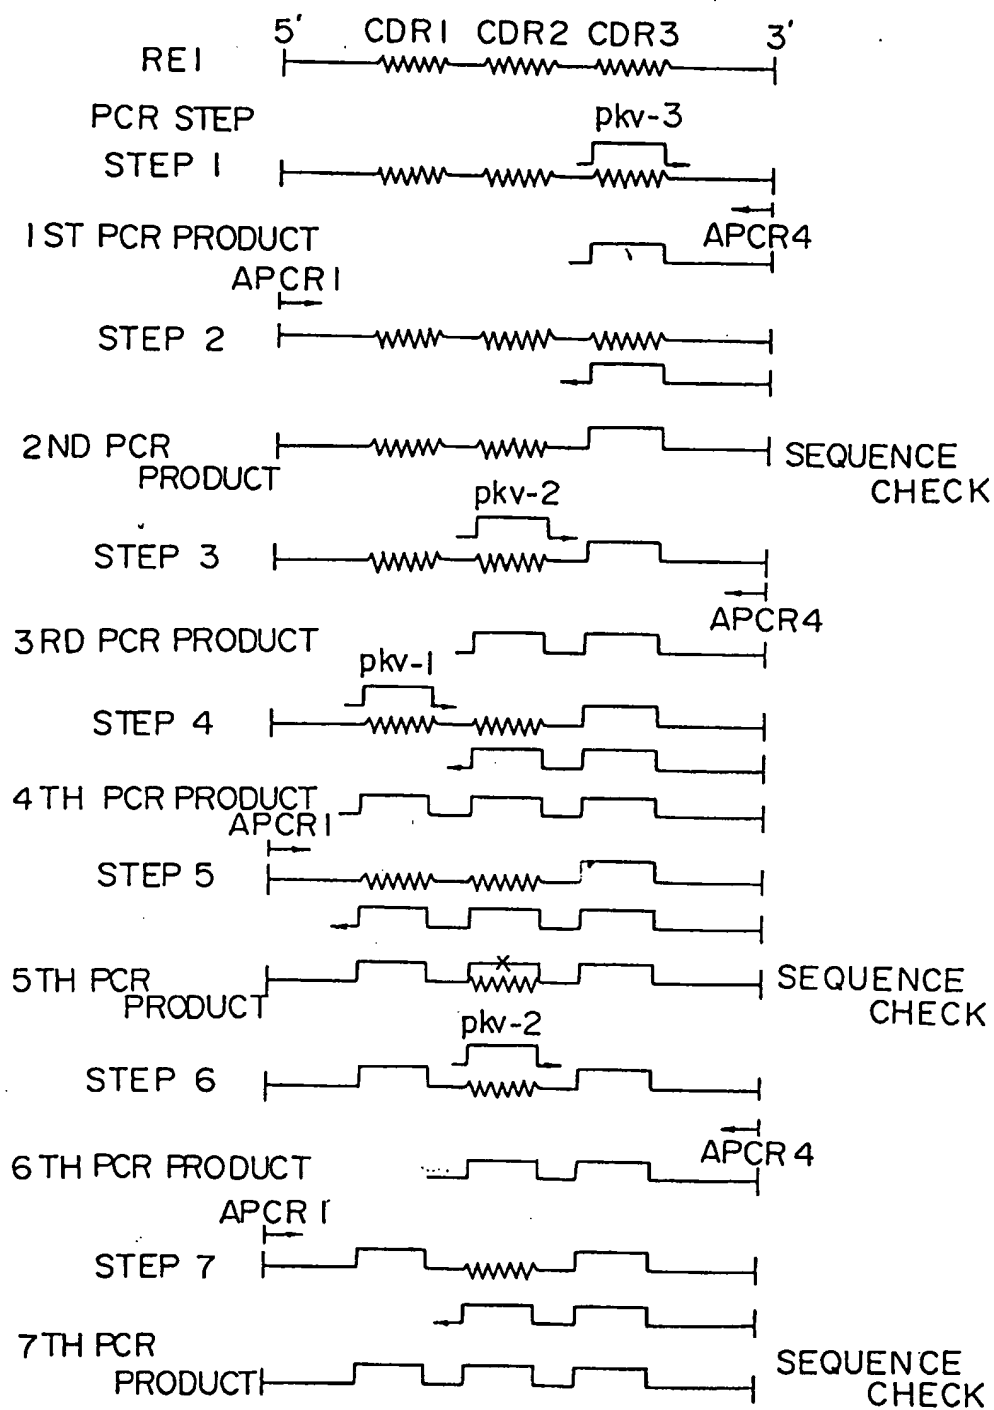 5' CDR1 CDR2 CDR3 3'
RE1
PCR STEP
pkv-3
STEP 1
1ST PCR PRODUCT
APCR4
APCR1
STEP 2
2ND PCR
PRODUCT
SEQUENCE
CHECK
pkv-2
STEP 3
APCR4
3RD PCR PRODUCT
pkv-1
STEP 4
4TH PCR PRODUCT
APCR1
STEP 5
x
5TH PCR
PRODUCT
SEQUENCE
CHECK
pkv-2
STEP 6
APCR4
6TH PCR PRODUCT
APCR1
STEP 7
7TH PCR
PRODUCT
SEQUENCE
CHECK